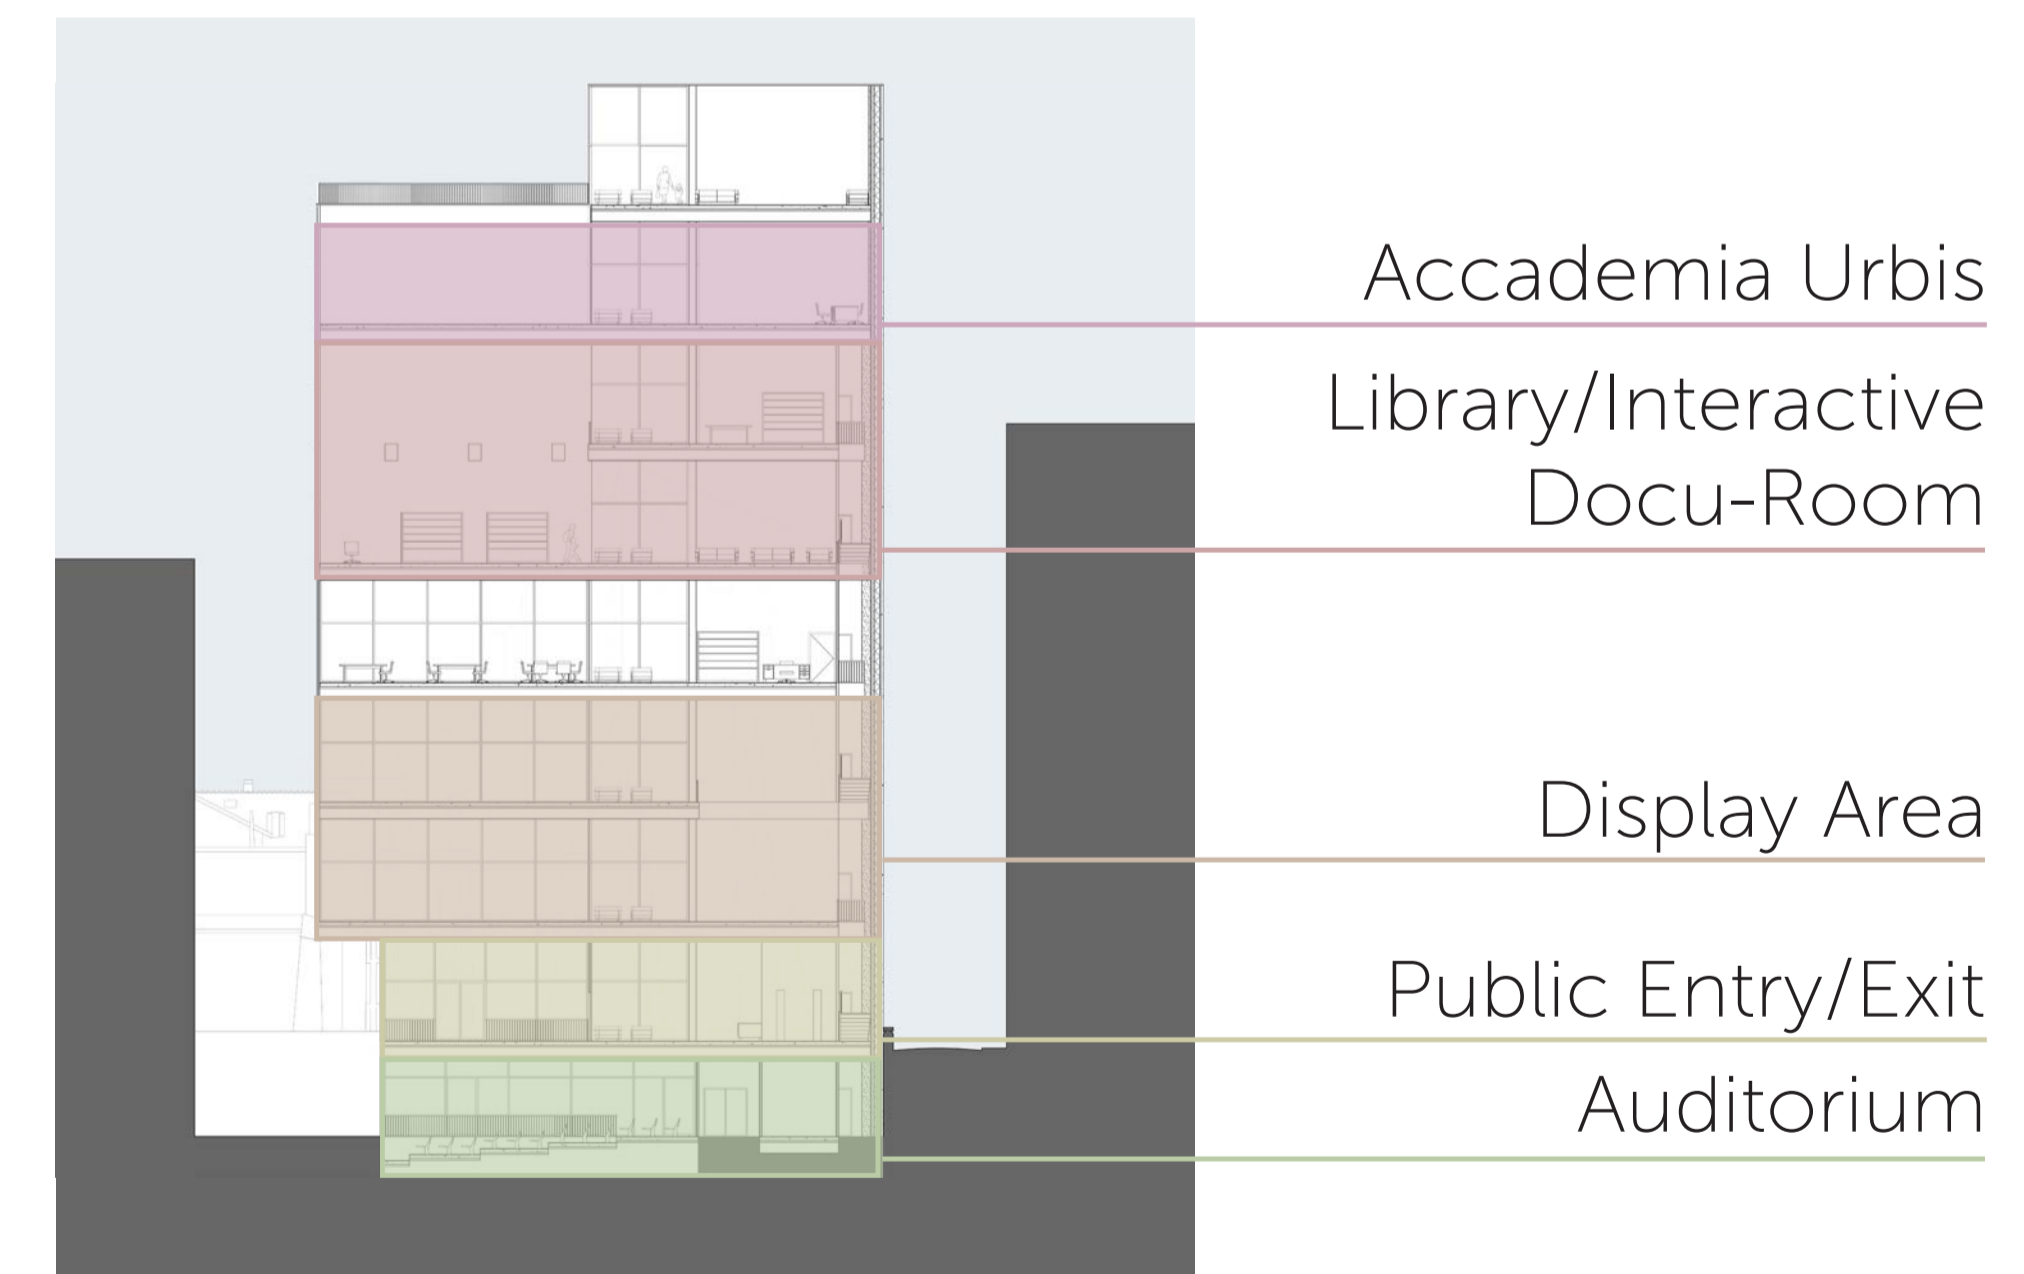 Accademia Urbis
Library/Interactive
Docu-Room
Display Area
Public Entry/Exit
Auditorium